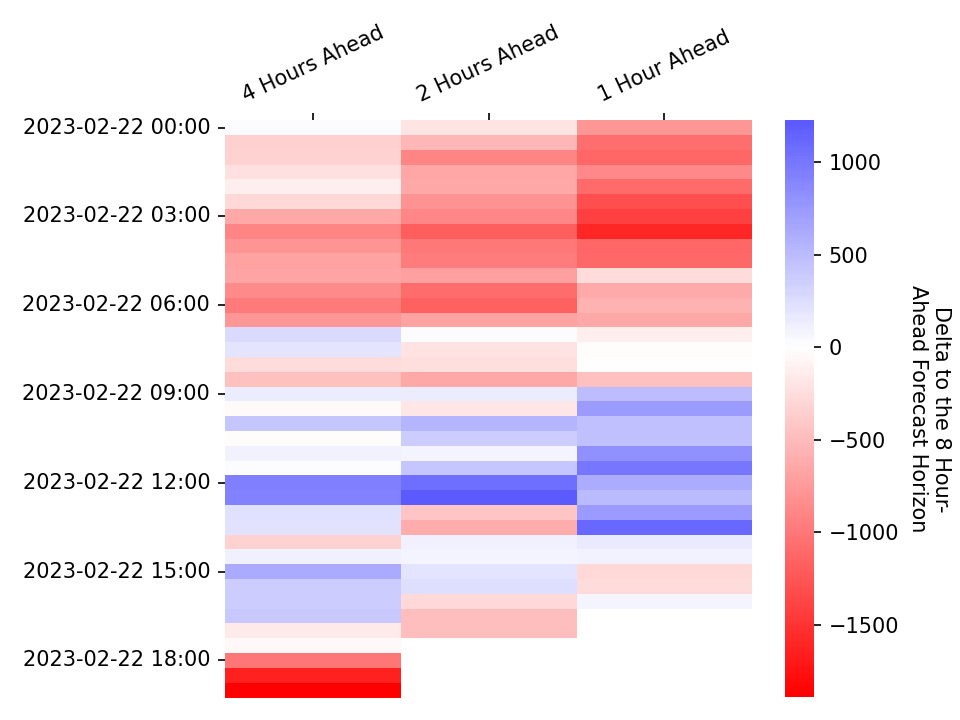 4 Hours Ahead
2 Hours Ahead
1 Hour Ahead
2023-02-22 00:00
2023-02-22 03:00
2023-02-22 06:00
2023-02-22 09:00
2023-02-22 12:00
2023-02-22 15:00
2023-02-22 18:00
1000
500
0
−500
−1000
−1500
Delta to the 8 Hour-
Ahead Forecast Horizon